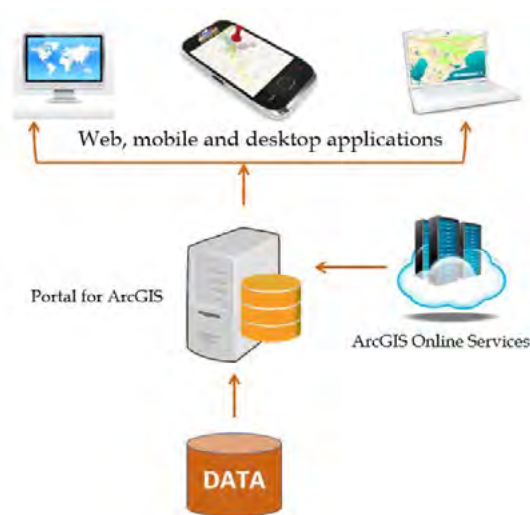 Web, mobile and desktop applications
Portal for ArcGIS
ArcGIS Online Services
DATA